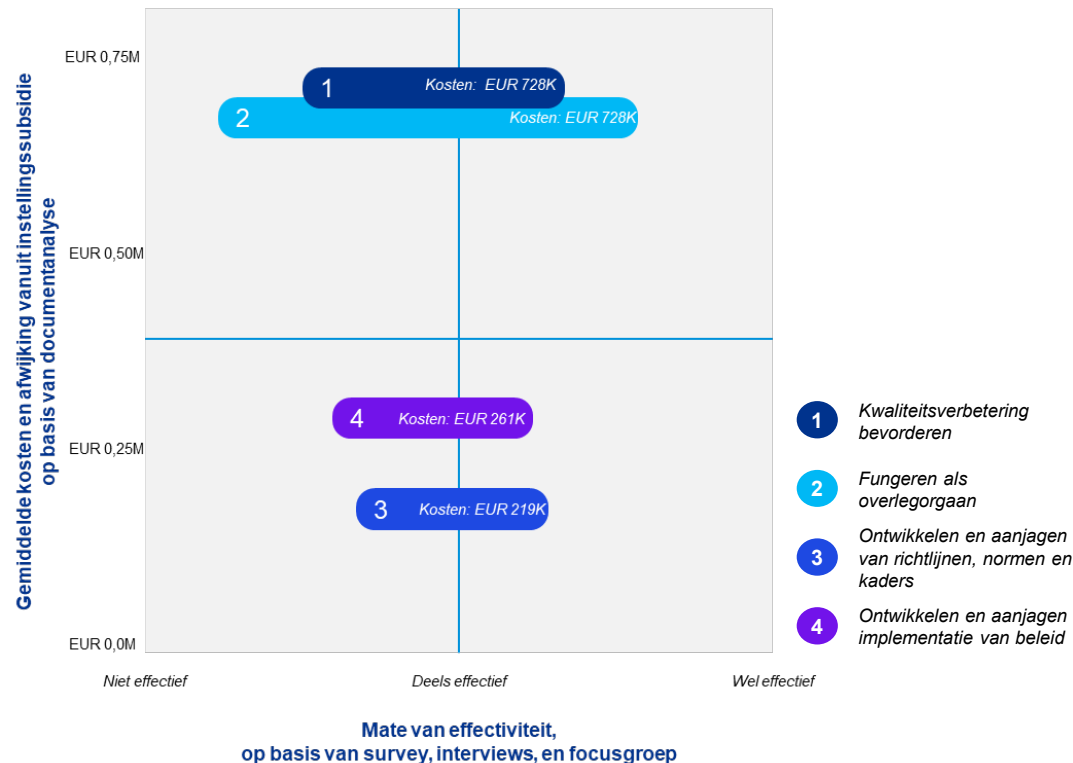 Gemiddelde kosten en afwijking vanuit instellingssubsidie
op basis van documentanalyse
EUR 0,75M
EUR 0,50M
EUR 0,25M
EUR 0,0M
1 Kosten: EUR 728K
2 Kosten: EUR 728K
4 Kosten: EUR 261K
3 Kosten: EUR 219K
Niet effectief
Deels effectief
Wel effectief
Mate van effectiviteit,
op basis van survey, interviews, en focusgroep
1 Kwaliteitsverbetering
bevorderen
2 Fungeren als
overlegorgaan
3 Ontwikkelen en aanjagen
van richtlijnen, normen en
kaders
4 Ontwikkelen en aanjagen
implementatie van beleid